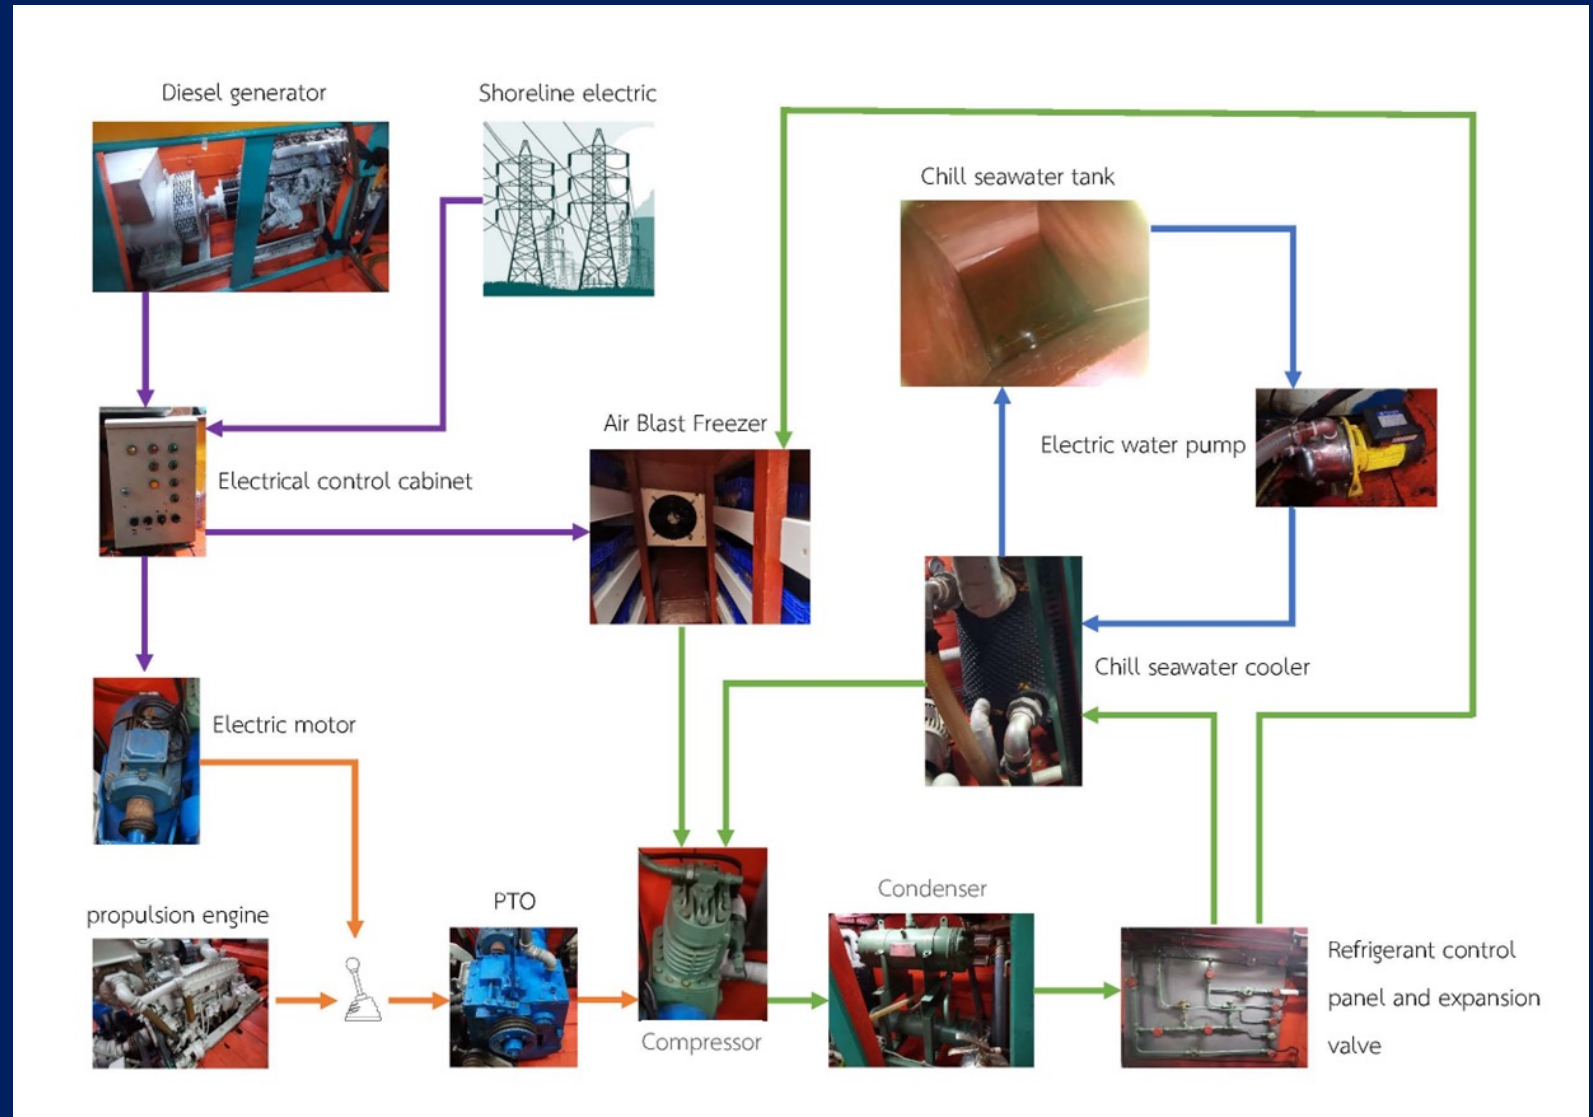 Diesel generator
Shoreline electric
Chill seawater tank
Air Blast Freezer
Electric water pump
Electrical control cabinet
Chill seawater cooler
Electric motor
propulsion engine
PTO
Condenser
Refrigerant control
panel and expansion
valve
Compressor